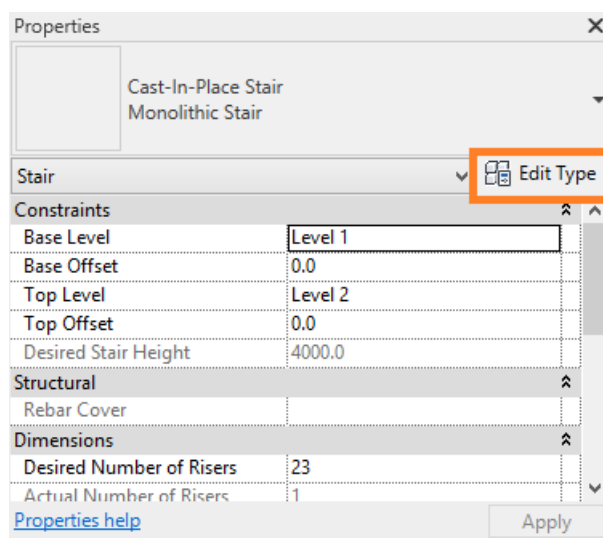 Properties
Cast-In-Place Stair
Monolithic Stair
Stair Edit Type
Constraints
Base Level Level 1
Base Offset 0.0
Top Level Level 2
Top Offset 0.0
Desired Stair Height 4000.0
Structural
Rebar Cover
Dimensions
Desired Number of Risers 23
Actual Number of Risers 1
Properties help Apply